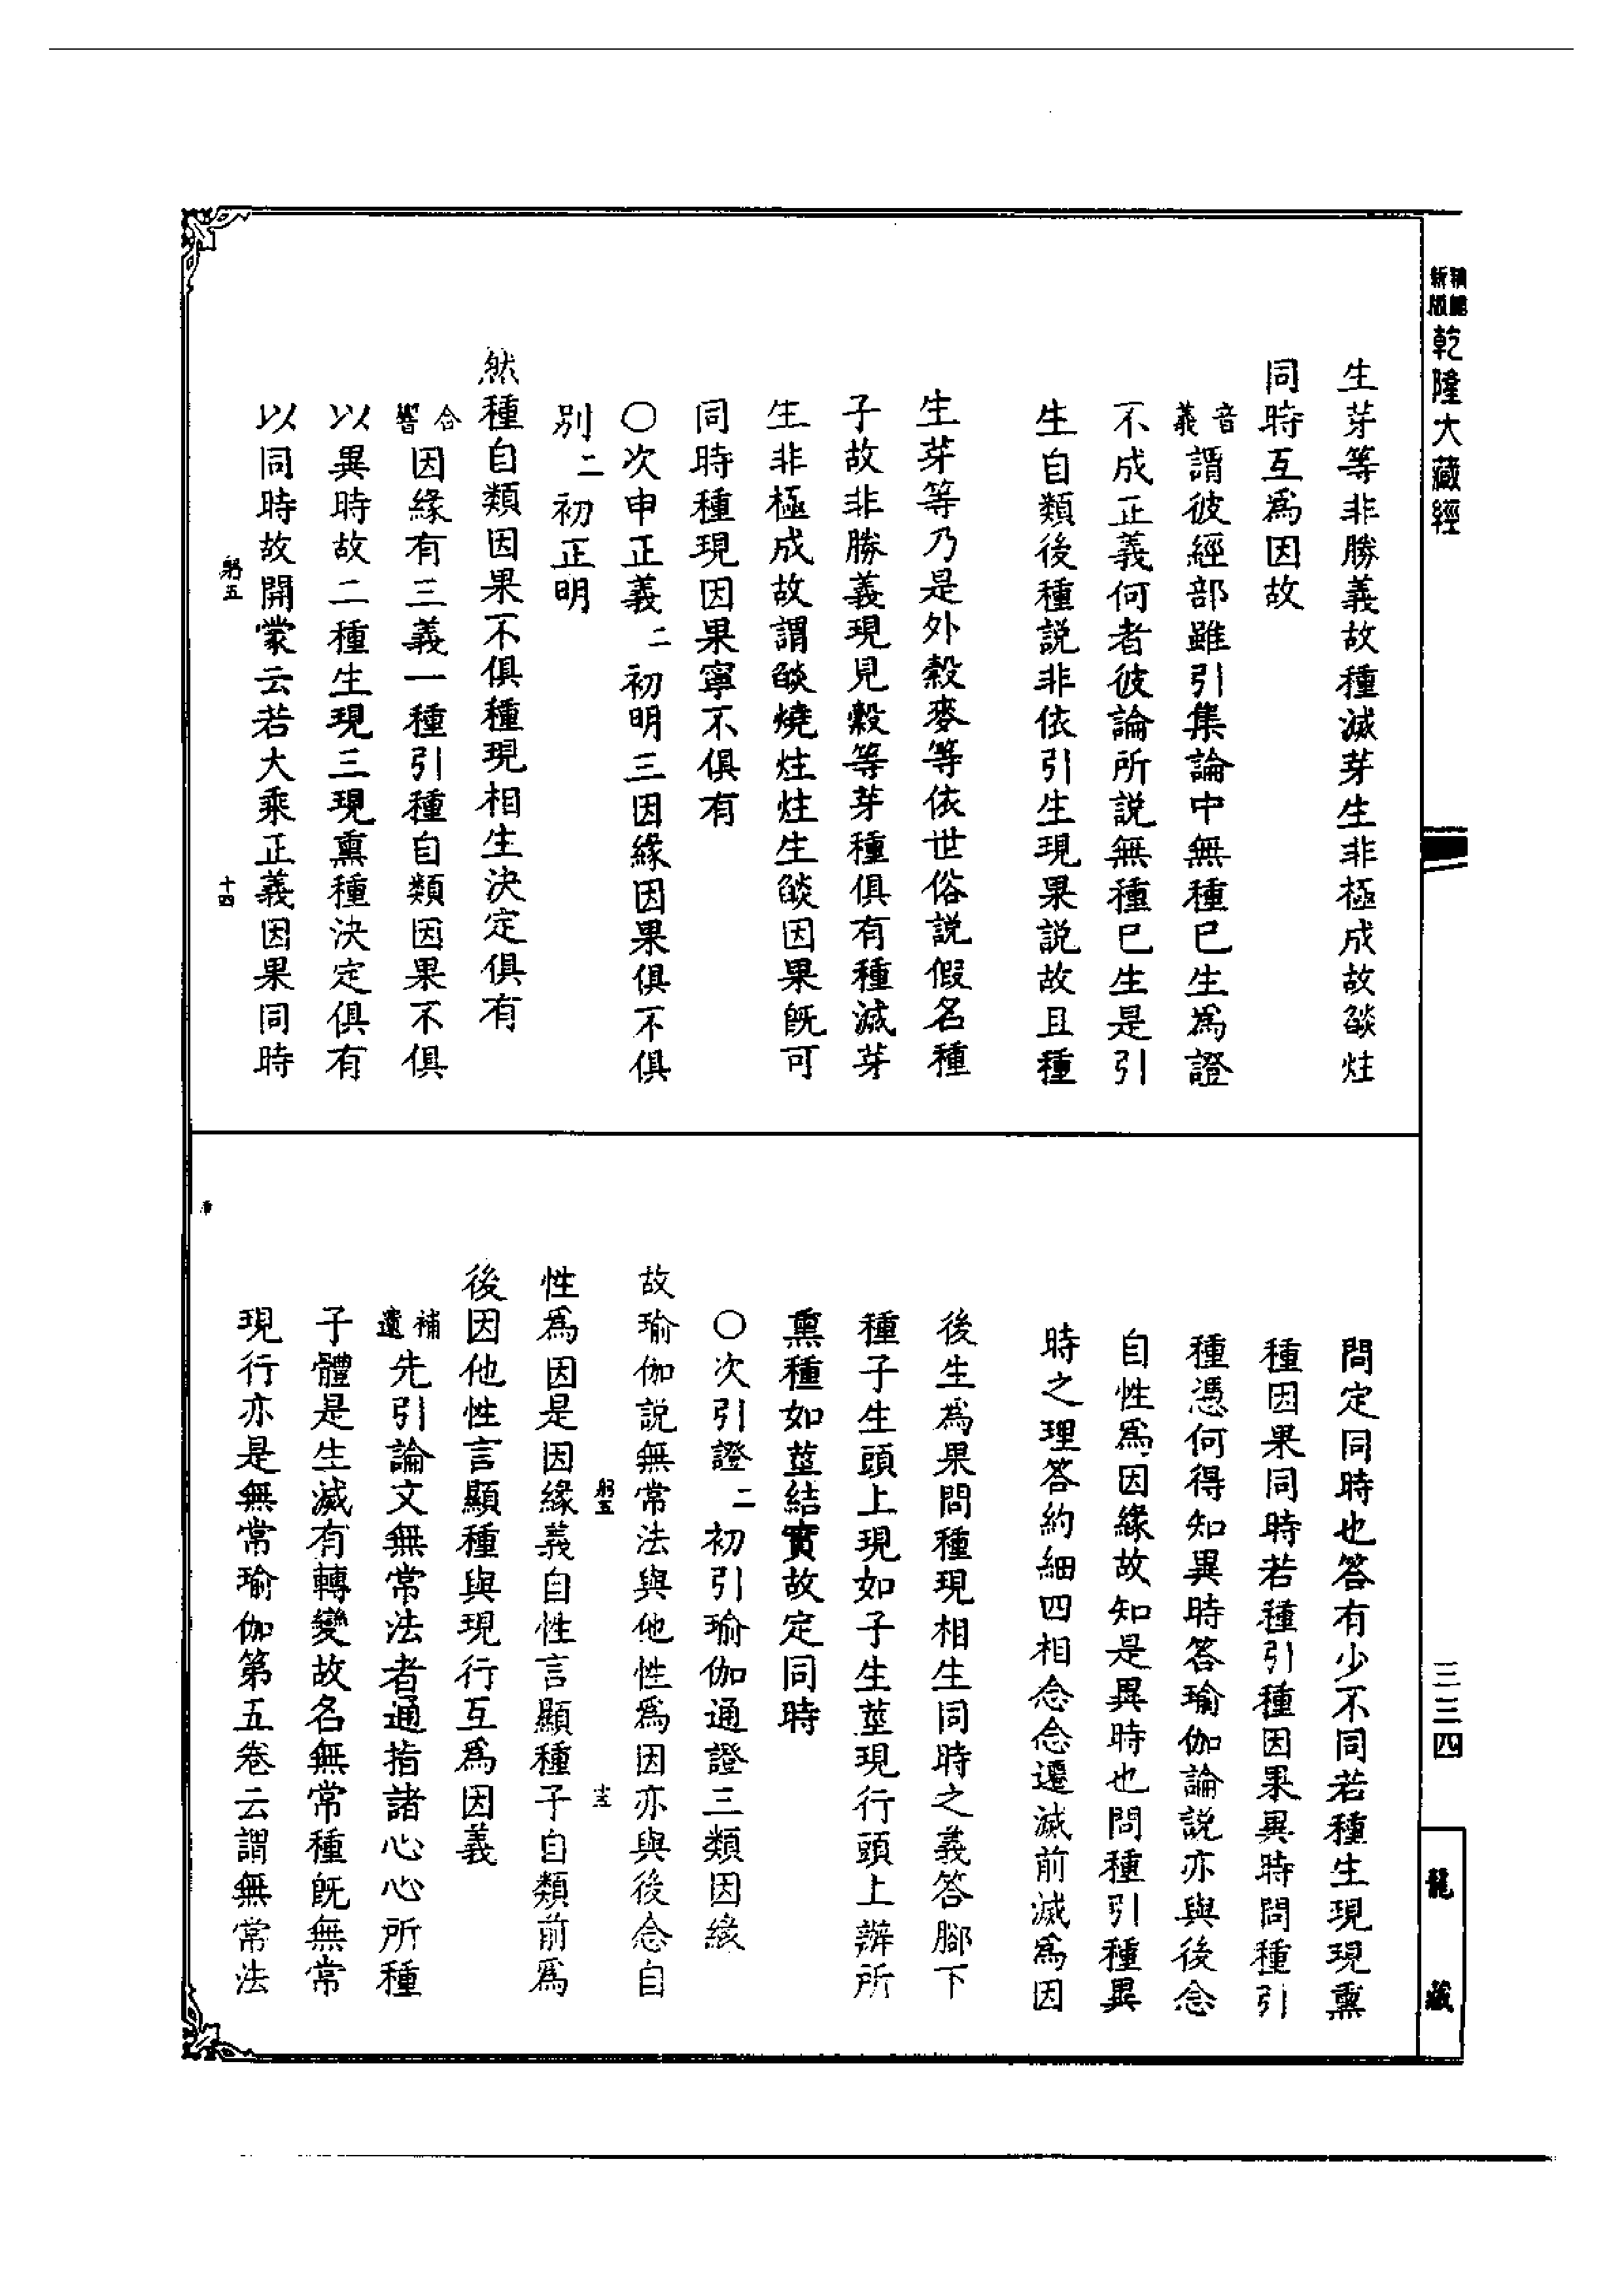 新版
精縮
乾隆大藏經
生芽等非勝義故種滅芽生非極成故燄炷
同時互爲因故
音義謂彼經部雖引集論中無種已生爲證
不成正義何者彼論所説無種已生是引
生自類後種説非依引生現果説故且種
生芽等乃是外榖麥等依世俗説假名種
子故非勝義現見榖等芽種俱有種滅芽
生非極成故謂燄燒炷炷生燄因果旣可
同時種現因果寧不俱有
○次申正義二初明三因緣因果俱不俱
別二初正明
然種自類因果不俱種現相生決定俱有
合響因緣有三義一種引種自類因果不俱
以異時故二種生現三現熏種決定俱有
以同時故開蒙云若大乘正義因果同時
躬五
十四
問定同時也答有少不同若種生現現熏
種因果同時若種引種因果異時問種引
種憑何得知異時答瑜伽論説亦與後念
自性爲因緣故知是異時也問種引種異
時之理答約細四相念念遷滅前滅爲因
後生爲果問種現相生同時之義答腳下
種子生頭上現如子生莖現行頭上辦所
熏種如莖結實故定同時
○次引證二初引瑜伽通證三類因緣
故瑜伽説無常法與他性爲因亦與後念自
躬五
性爲因是因緣義自性言顯種子自類前爲
後因他性言顯種與現行互爲因義
補遺先引論文無常法者通指諸心心所種
子體是生滅有轉變故名無常種旣無常
現行亦是無常瑜伽第五卷云謂無常法
三三四
龍藏